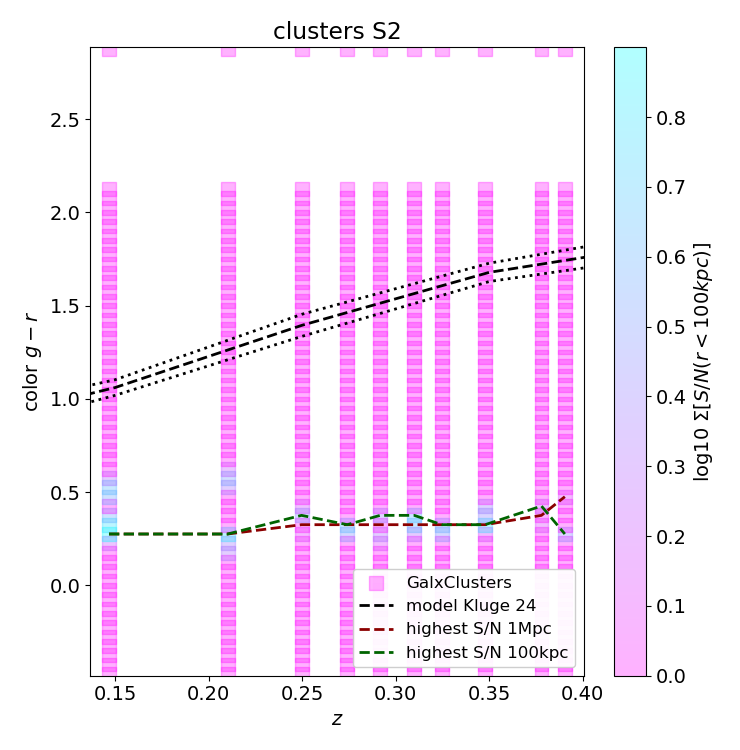 clusters S2
color g − r
2.5
2.0
1.5
1.0
0.5
0.0
0.15
0.20
0.25
0.30
0.35
0.40
z
GalxClusters
model Kluge 24
highest S/N 1Mpc
highest S/N 100kpc
0.8
0.7
0.6
0.5
0.4
0.3
0.2
0.1
0.0
log10 Σ[S/N(r < 100kpc)]